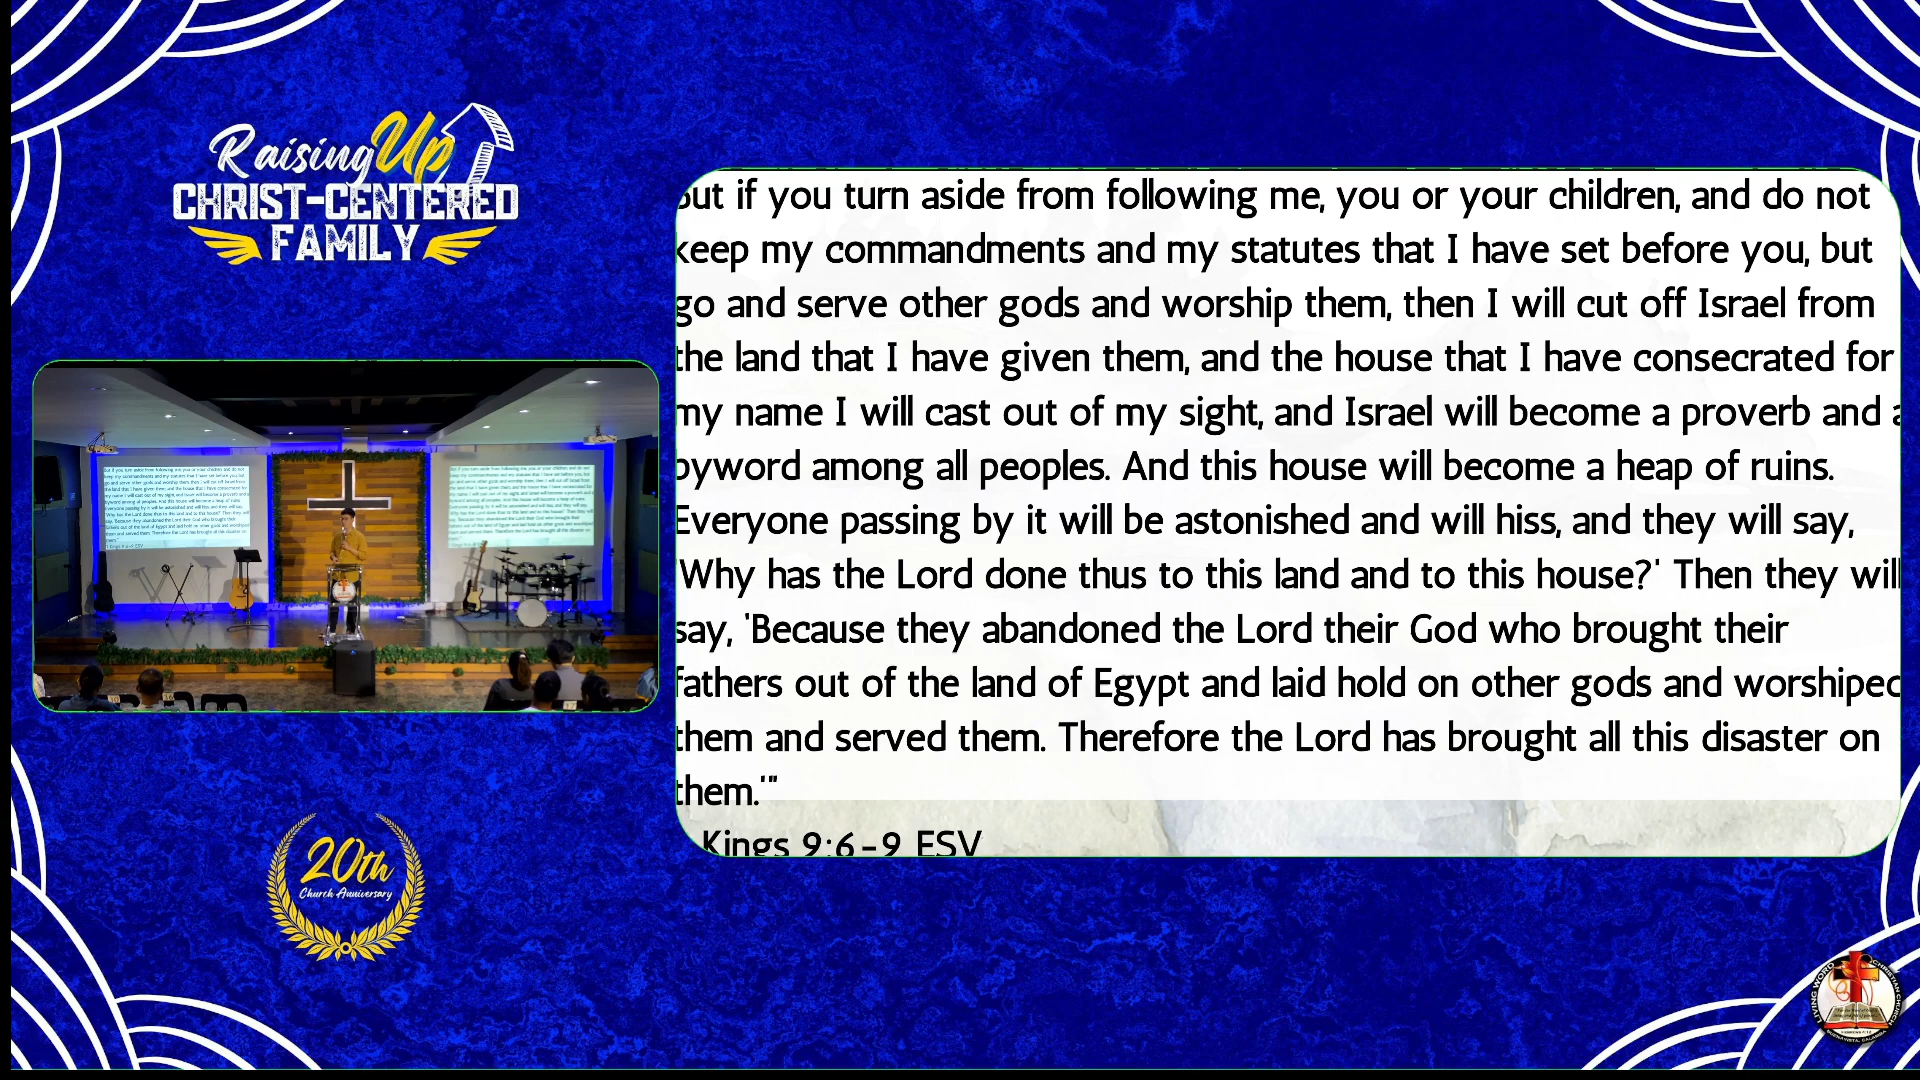 Raising Up
CHRIST-CENTERED
FAMILY
but if you turn aside from following me, you or your children, and do not
keep my commandments and my statutes that I have set before you, but
go and serve other gods and worship them, then I will cut off Israel from
the land that I have given them, and the house that I have consecrated for
my name I will cast out of my sight, and Israel will become a proverb and a
byword among all peoples. And this house will become a heap of ruins.
Everyone passing by it will be astonished and will hiss, and they will say,
Why has the Lord done thus to this land and to this house?' Then they will
say, 'Because they abandoned the Lord their God who brought their
fathers out of the land of Egypt and laid hold on other gods and worshiped
them and served them. Therefore the Lord has brought all this disaster on
them.'"
Kings 9:6-9 ESV
20th
Church Anniversary
LIVING WORD CHRISTIAN CHURCH